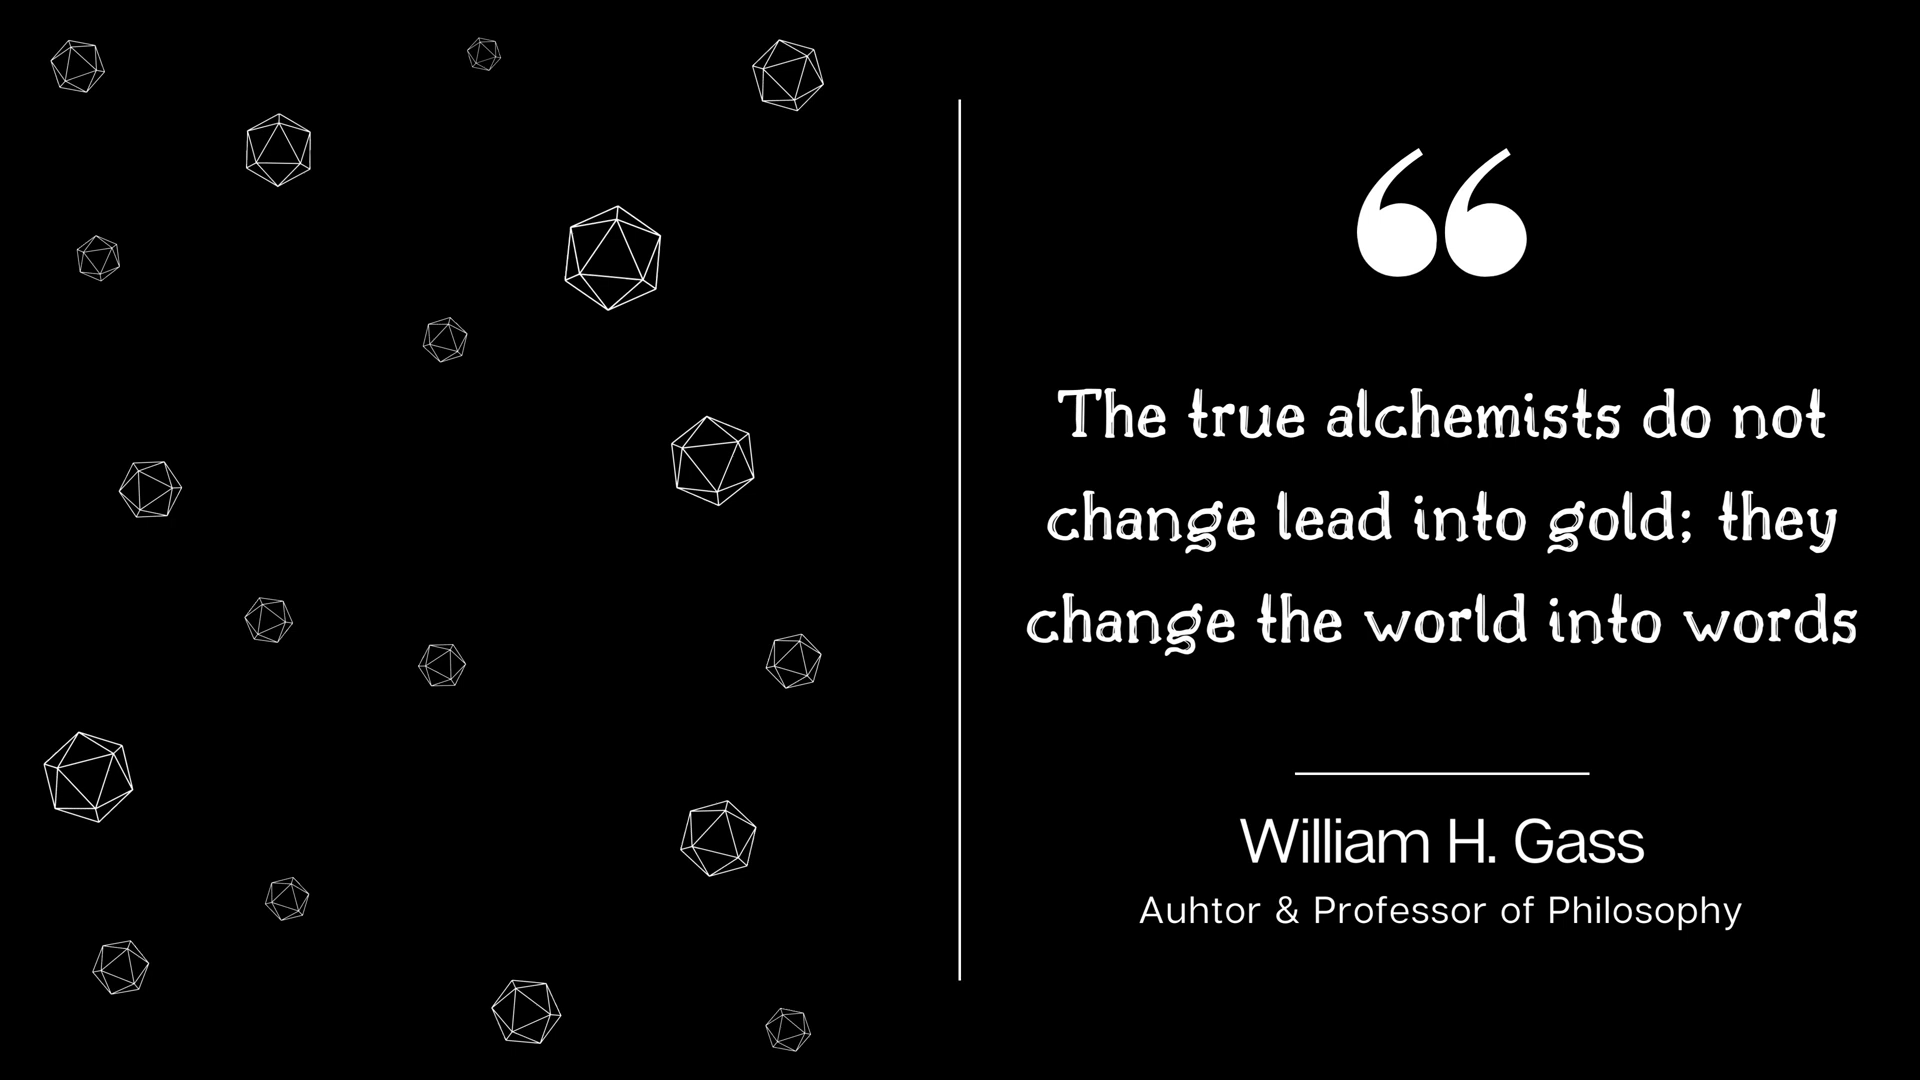 “
The true alchemists do not
change lead into gold; they
change the world into words
William H. Gass
Auhtor & Professor of Philosophy